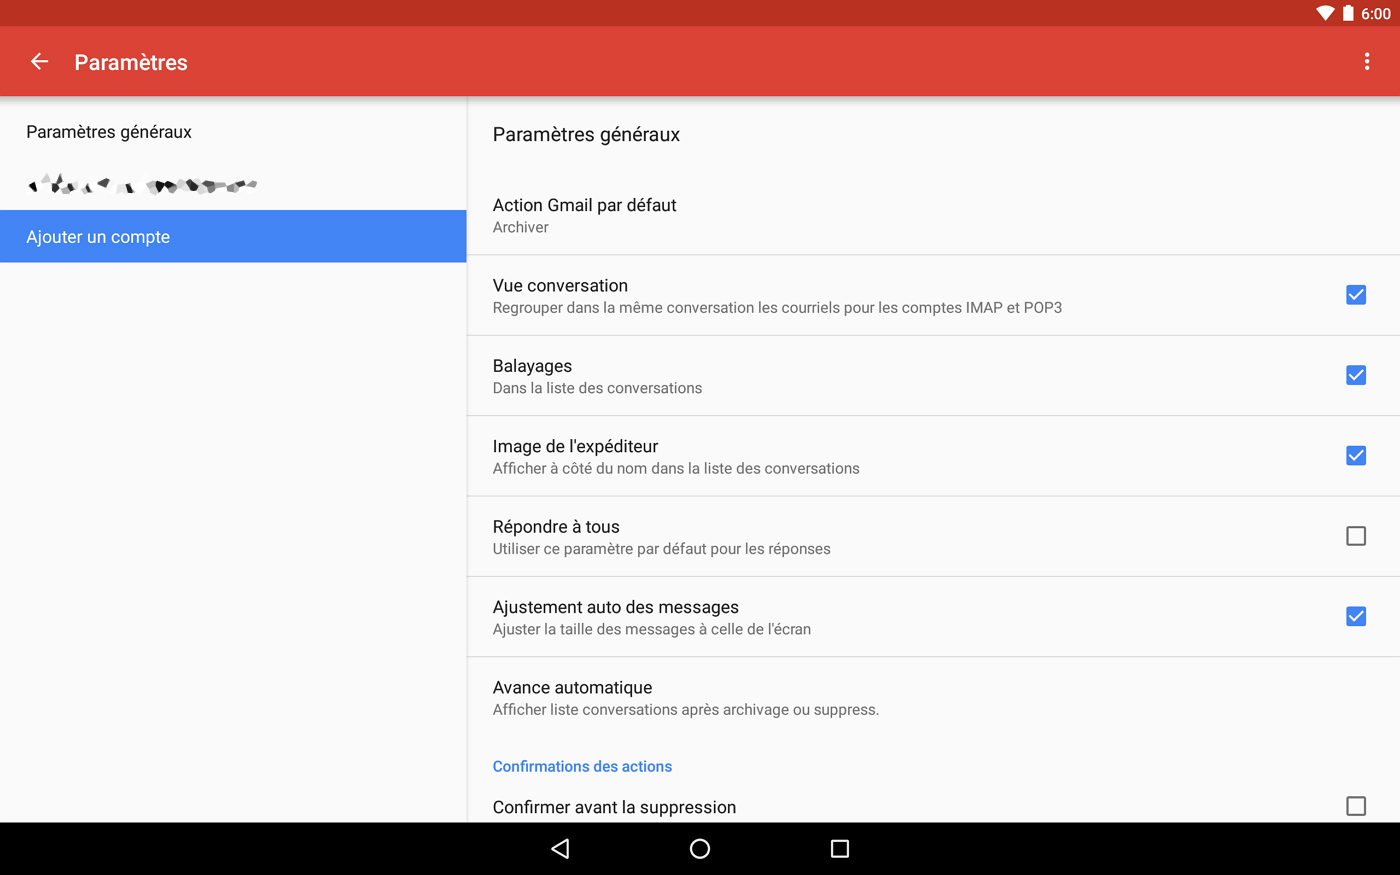 6:00
Paramètres
Paramètres généraux
Ajouter un compte
Paramètres généraux
Action Gmail par défaut
Archiver
Vue conversation
Regrouper dans la même conversation les courriels pour les comptes IMAP et POP3
Balayages
Dans la liste des conversations
Image de l'expéditeur
Afficher à côté du nom dans la liste des conversations
Répondre à tous
Utiliser ce paramètre par défaut pour les réponses
Ajustement auto des messages
Ajuster la taille des messages à celle de l'écran
Avance automatique
Afficher liste conversations après archivage ou suppress.
Confirmations des actions
Confirmer avant la suppression